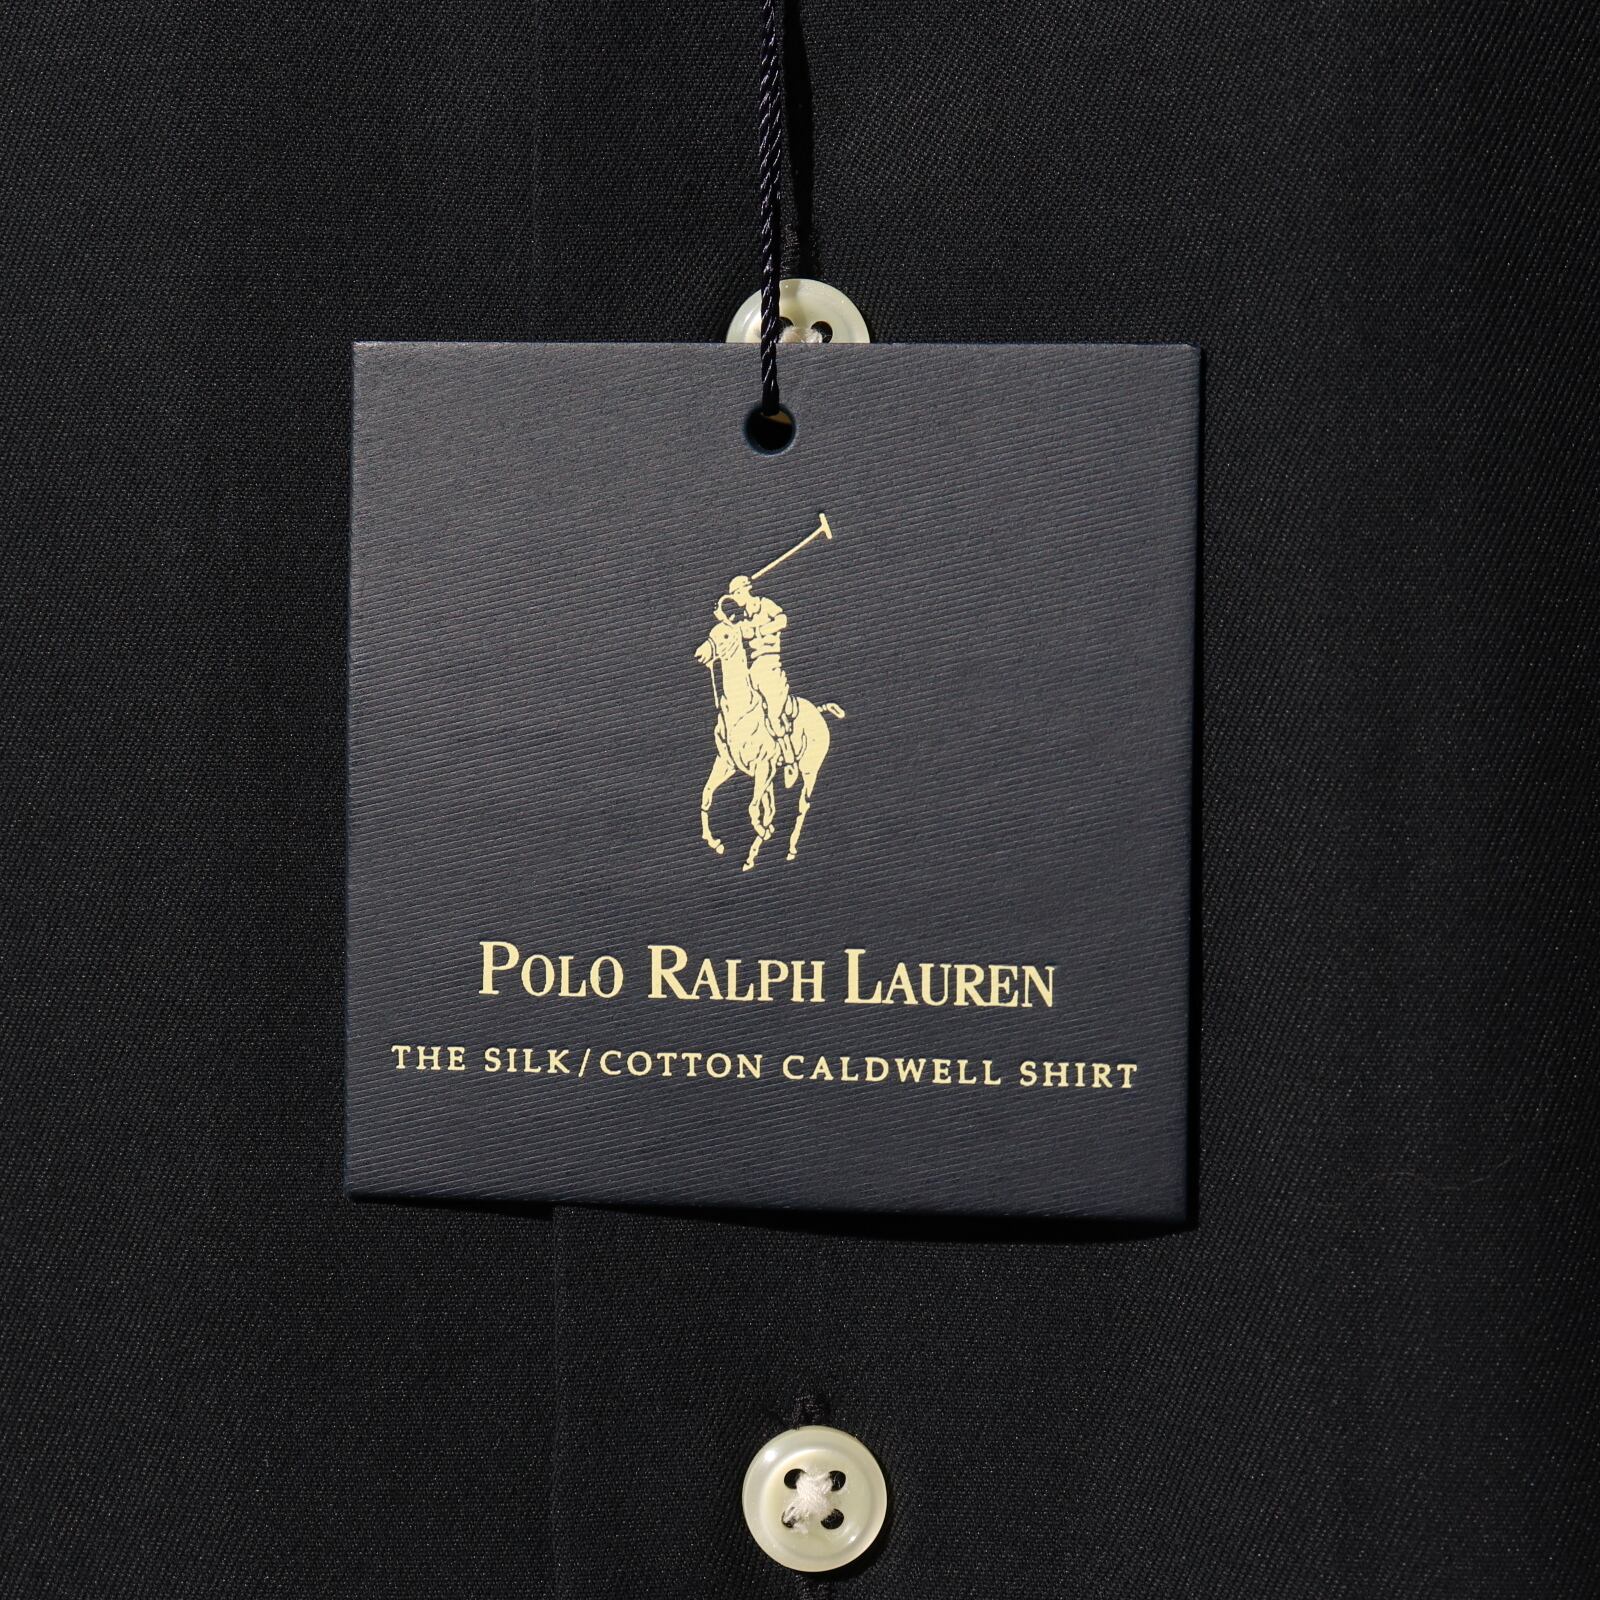 POLO RALPH LAUREN
THE SILK/COTTON CALDWELL SHIRT